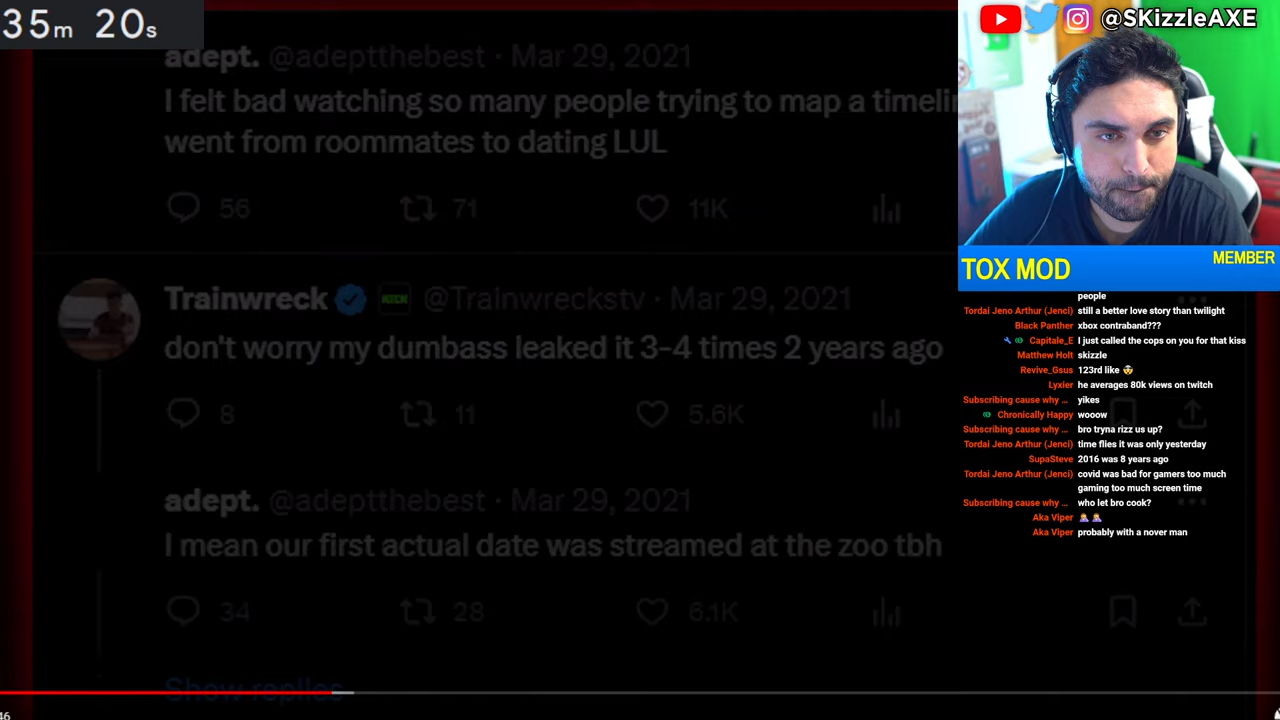 35m 20s
adept. @adeptthebest · Mar 29, 2021
I felt bad watching so many people trying to map a timeli
went from roommates to dating LUL
56 71 11K
Trainwreck KICK @Trainwreckstv · Mar 29, 2021
don't worry my dumbass leaked it 3-4 times 2 years ago
8 11 5.6K
adept. @adeptthebest · Mar 29, 2021
I mean our first actual date was streamed at the zoo tbh
34 28 6.1K
Show replies
46
@SKizzleAXE
TOX MOD
MEMBER
people
Tordai Jeno Arthur (Jenci) still a better love story than twilight
Black Panther xbox contraband???
Capitale_E I just called the cops on you for that kiss
Matthew Holt skizzle
Revive_Gsus 123rd like 🤯
Lyxier he averages 80k views on twitch
Subscribing cause why ... yikes
Chronically Happy wooow
Subscribing cause why ... bro tryna rizz us up?
Tordai Jeno Arthur (Jenci) time flies it was only yesterday
SupaSteve 2016 was 8 years ago
Tordai Jeno Arthur (Jenci) covid was bad for gamers too much
gaming too much screen time
Subscribing cause why ... who let bro cook?
Aka Viper 🤦‍♀️🤦‍♀️
Aka Viper probably with a nover man